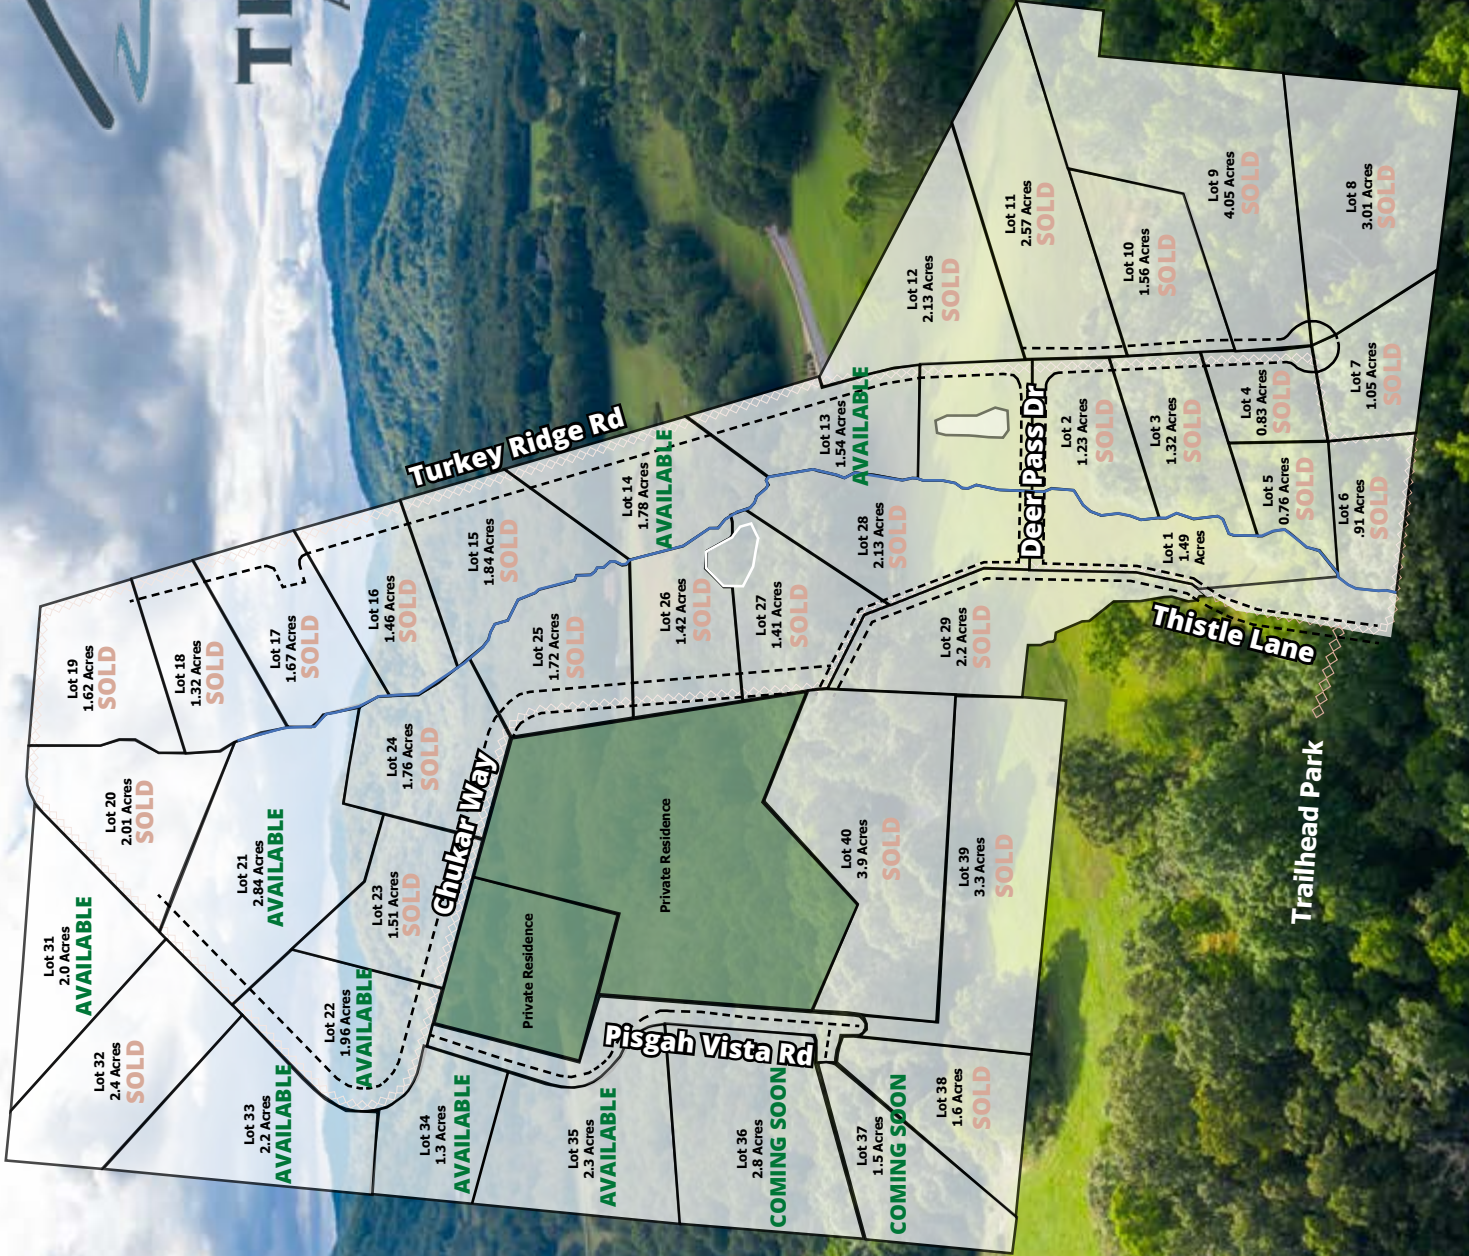 TH
A
Turkey Ridge Rd
Deer Pass Dr
Thistle Lane
Chukar Way
Pisgah Vista Rd
Trailhead Park
Private Residence
Private Residence
Lot 1
1.49
Acres
Lot 2
1.23 Acres
SOLD
Lot 3
1.32 Acres
SOLD
Lot 4
0.83 Acres
SOLD
Lot 5
0.76 Acres
SOLD
Lot 6
.91 Acres
SOLD
Lot 7
1.05 Acres
SOLD
Lot 8
3.01 Acres
SOLD
Lot 9
4.05 Acres
SOLD
Lot 10
1.56 Acres
SOLD
Lot 11
2.57 Acres
SOLD
Lot 12
2.13 Acres
SOLD
Lot 13
1.54 Acres
AVAILABLE
Lot 14
1.78 Acres
AVAILABLE
Lot 15
1.84 Acres
SOLD
Lot 16
1.46 Acres
SOLD
Lot 17
1.67 Acres
SOLD
Lot 18
1.32 Acres
SOLD
Lot 19
1.62 Acres
SOLD
Lot 20
2.01 Acres
SOLD
Lot 21
2.84 Acres
AVAILABLE
Lot 22
1.96 Acres
AVAILABLE
Lot 23
1.51 Acres
SOLD
Lot 24
1.76 Acres
SOLD
Lot 25
1.72 Acres
SOLD
Lot 26
1.42 Acres
SOLD
Lot 27
1.41 Acres
SOLD
Lot 28
2.13 Acres
SOLD
Lot 29
2.2 Acres
SOLD
Lot 31
2.0 Acres
AVAILABLE
Lot 32
2.4 Acres
SOLD
Lot 33
2.2 Acres
AVAILABLE
Lot 34
1.3 Acres
AVAILABLE
Lot 35
2.3 Acres
AVAILABLE
Lot 36
2.8 Acres
COMING SOON
Lot 37
1.5 Acres
COMING SOON
Lot 38
1.6 Acres
SOLD
Lot 39
3.3 Acres
SOLD
Lot 40
3.9 Acres
SOLD